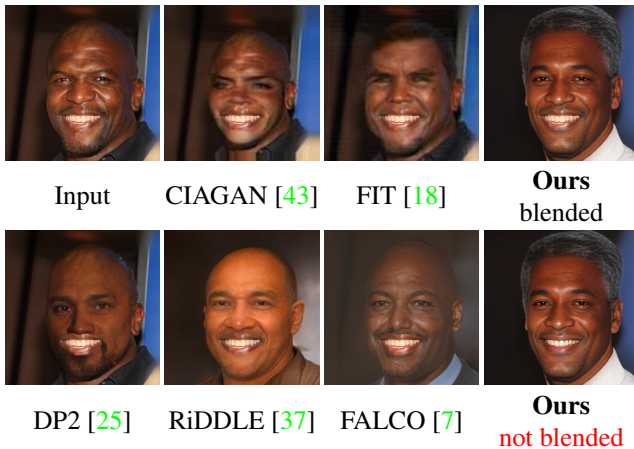 Input
CIAGAN [43]
FIT [18]
Ours
blended
DP2 [25]
RiDDLE [37]
FALCO [7]
Ours
not blended